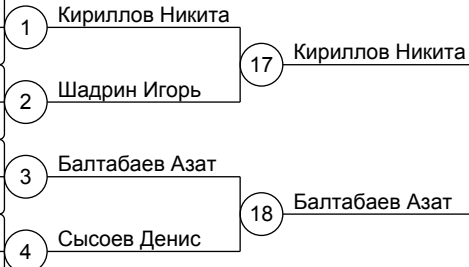 1 Кириллов Никита
17 Кириллов Никита
2 Шадрин Игорь
3 Балтабаев Азат
18 Балтабаев Азат
4 Сысоев Денис